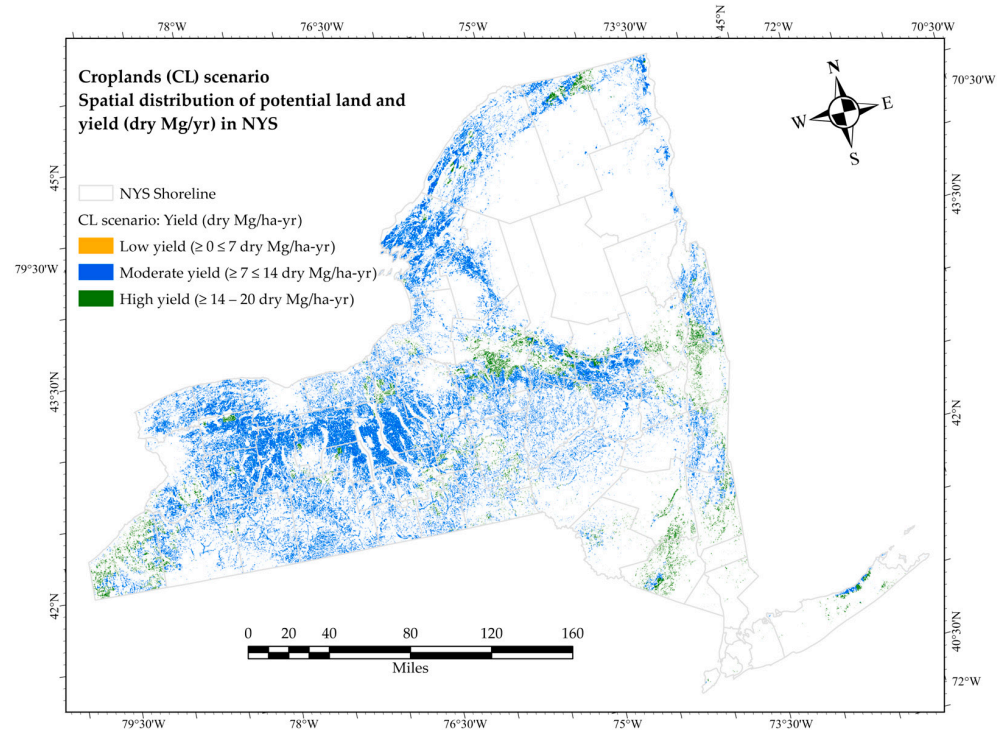 78°W 76°30'W 75°W 73°30'W 45°N 72°W 70°30'W
Croplands (CL) scenario
Spatial distribution of potential land and
yield (dry Mg/yr) in NYS
N
W E
S
70°30'W
45°N
43°30'N
NYS Shoreline
CL scenario: Yield (dry Mg/ha-yr)
Low yield (≥ 0 ≤ 7 dry Mg/ha-yr)
79°30'W
Moderate yield (≥ 7 ≤ 14 dry Mg/ha-yr)
High yield (≥ 14 – 20 dry Mg/ha-yr)
43°30'N
42°N
42°N
40°30'N
0 20 40 80 120 160
Miles
72°W
79°30'W 78°W 76°30'W 75°W 73°30'W